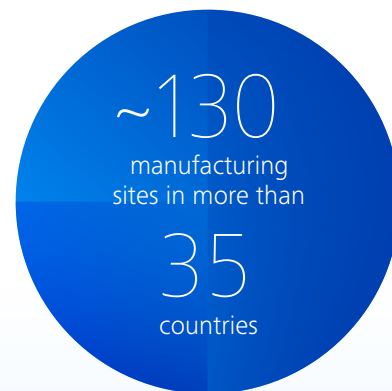 ~130
manufacturing
sites in more than
35
countries